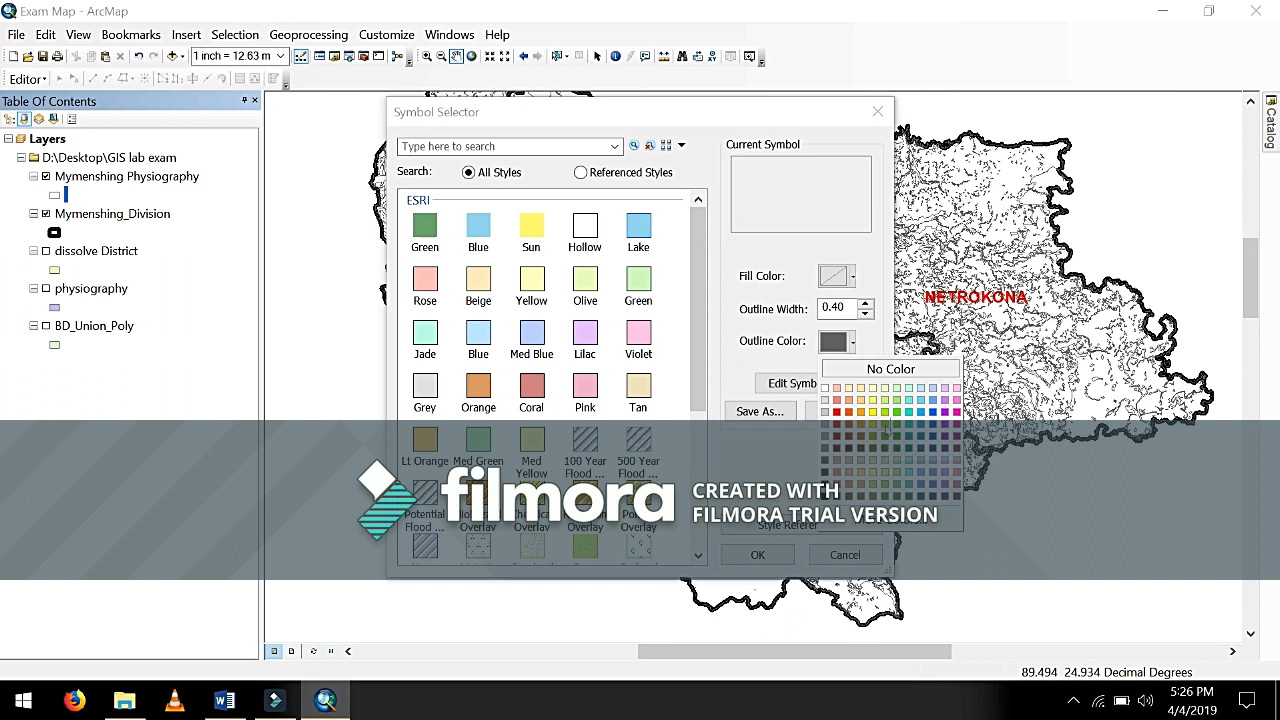 Exam Map - ArcMap
File Edit View Bookmarks Insert Selection Geoprocessing Customize Windows Help
1 inch = 12.63 m
Editor
Table Of Contents
Layers
D:\Desktop\GIS lab exam
Mymenshing Physiography
Mymenshing_Division
dissolve District
physiography
BD_Union_Poly
Symbol Selector
Type here to search
Search: All Styles Referenced Styles
ESRI
Green Blue Sun Hollow Lake
Rose Beige Yellow Olive Green
Jade Blue Med Blue Lilac Violet
Grey Orange Coral Pink Tan
Lt Orange Med Green Med Yellow 100 Year Flood ... 500 Year Flood ...
Potential Flood ...
Overlay Overlay Overlay Overlay
Current Symbol
Fill Color:
Outline Width: 0.40
Outline Color:
No Color
Edit Symb
Save As...
Style Referen
OK Cancel
NETROKONA
Catalog
filmora
CREATED WITH
FILMORA TRIAL VERSION
89.494 24.934 Decimal Degrees
5:26 PM
4/4/2019